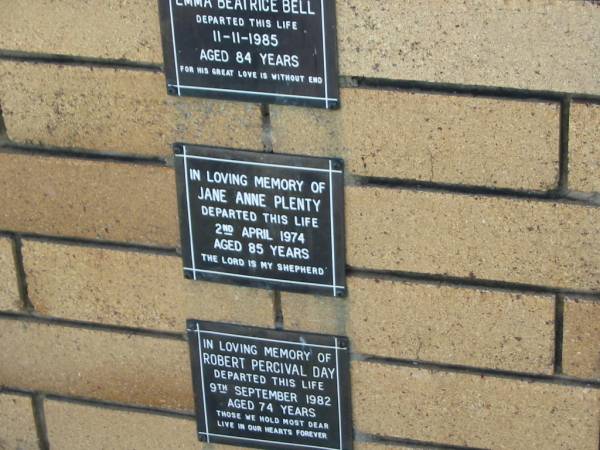 EMMA BEATRICE BELL
DEPARTED THIS LIFE
11-11-1985
AGED 84 YEARS
FOR HIS GREAT LOVE IS WITHOUT END
IN LOVING MEMORY OF
JANE ANNE PLENTY
DEPARTED THIS LIFE
2ND APRIL 1974
AGED 85 YEARS
THE LORD IS MY SHEPHERD
IN LOVING MEMORY OF
ROBERT PERCIVAL DAY
DEPARTED THIS LIFE
9TH SEPTEMBER 1982
AGED 74 YEARS
THOSE WE HOLD MOST DEAR
LIVE IN OUR HEARTS FOREVER